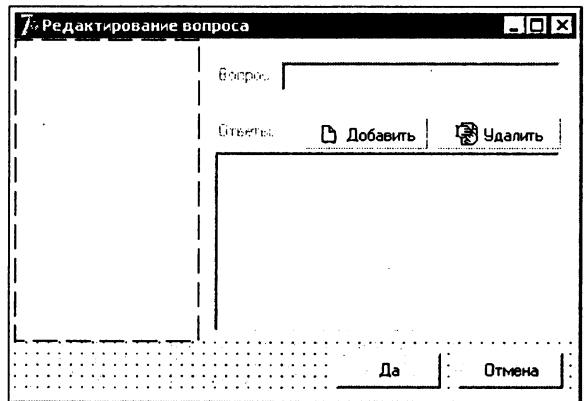 Редактирование вопроса
Вопрос:
Ответы:
Добавить
Удалить
Да
Отмена